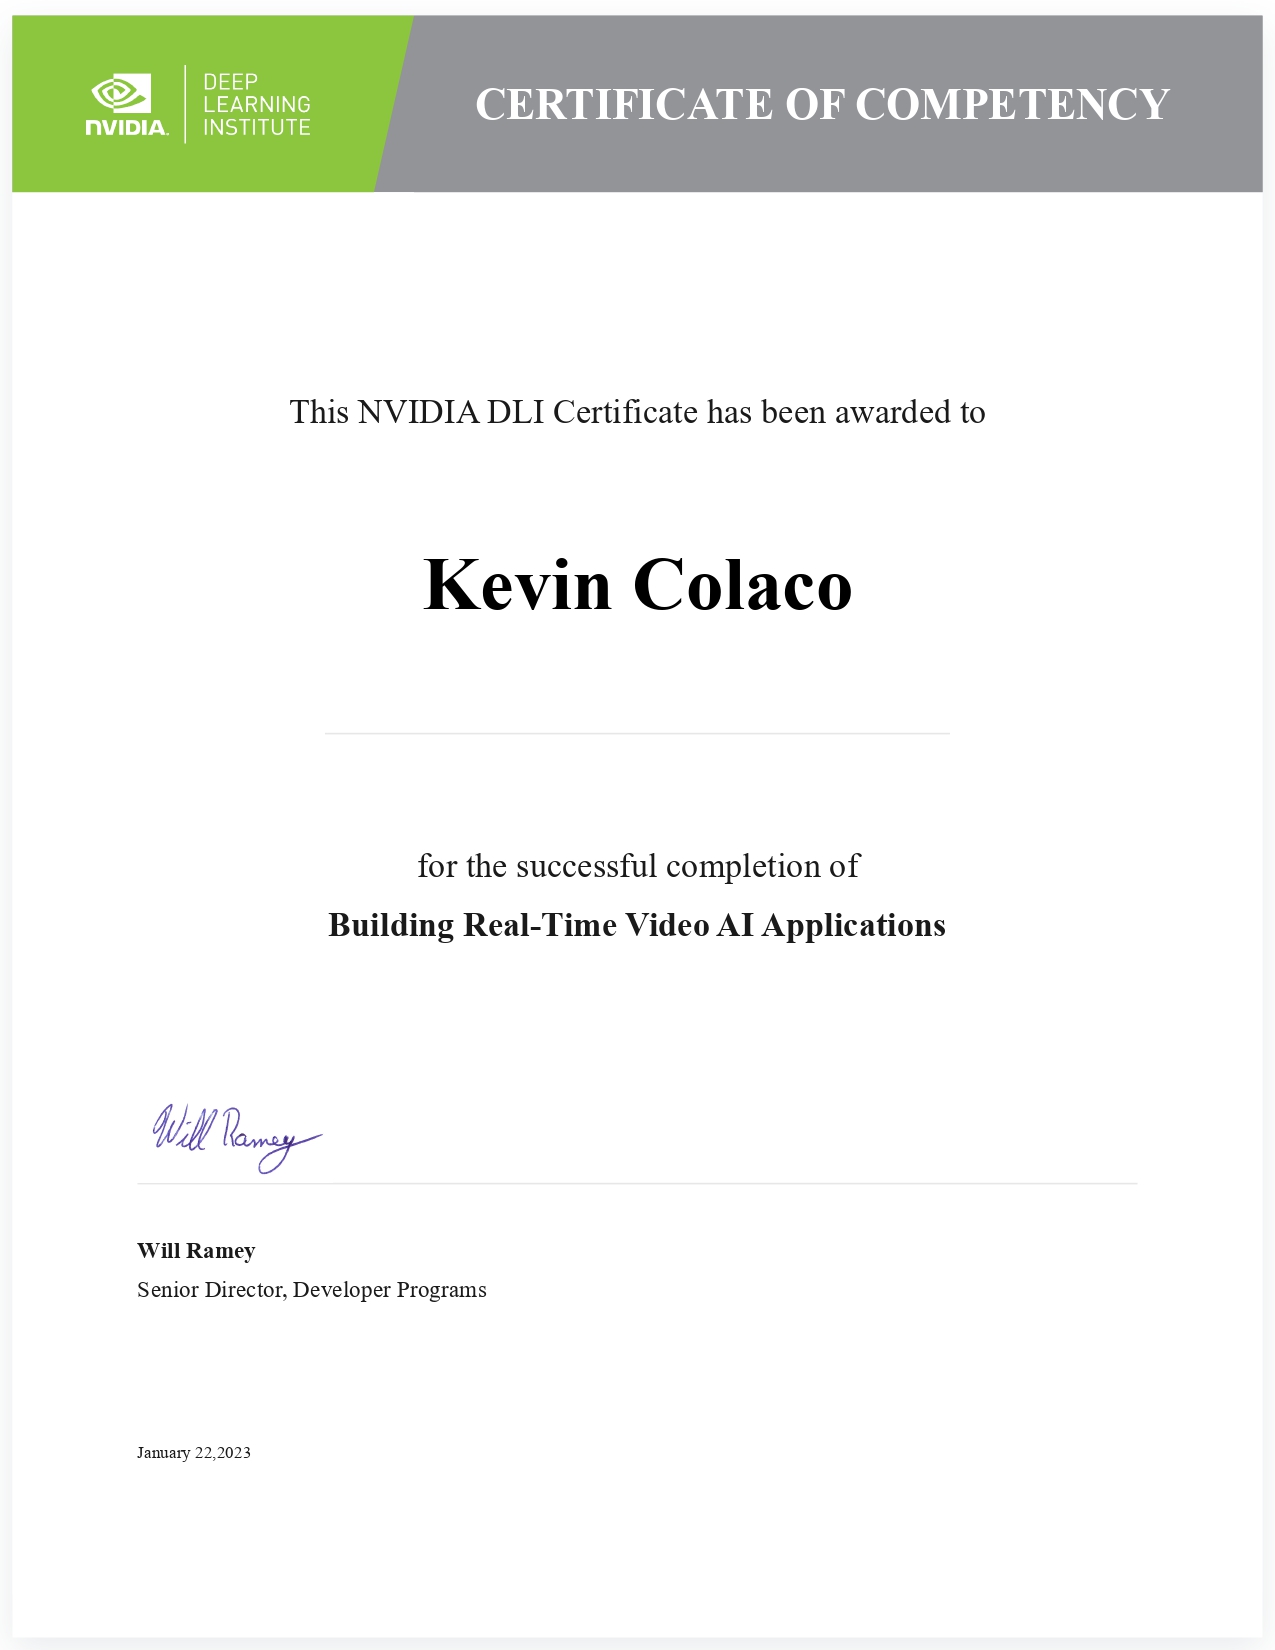 NVIDIA.
DEEP
LEARNING
INSTITUTE
CERTIFICATE OF COMPETENCY
This NVIDIA DLI Certificate has been awarded to
Kevin Colaco
for the successful completion of
Building Real-Time Video AI Applications
Will Ramey
Will Ramey
Senior Director, Developer Programs
January 22,2023